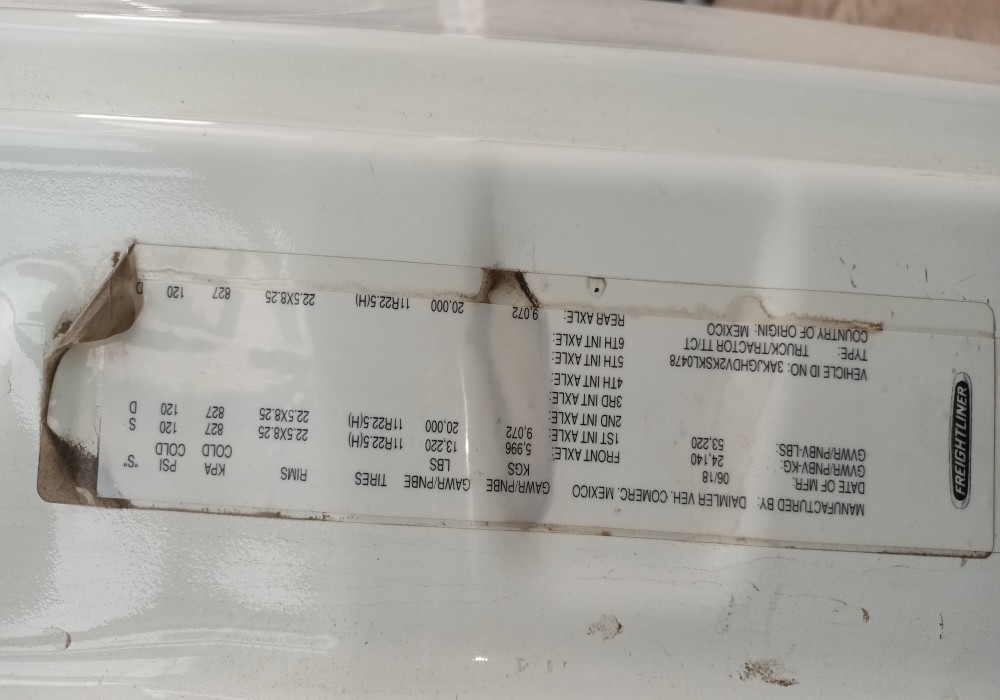 FREIGHTLINER
MANUFACTURED BY: DAIMLER VEH. COMERC. MEXICO
DATE OF MFR: 06/18
GVWR/PNBV-KG: 24,140
GVWR/PNBV-LBS: 53,220
VEHICLE ID NO: 3AKJGHDV2KSKL0478
TYPE: TRUCK/TRACTOR TT/CT
COUNTRY OF ORIGIN: MEXICO
GAWR/PNBE KGS GAWR/PNBE LBS TIRES RIMS KPA COLD PSI COLD "S"
FRONT AXLE: 5,996 13,220 11R22.5(H) 22.5X8.25 827 120 S
1ST INT AXLE: 9,072 20,000 11R22.5(H) 22.5X8.25 827 120 D
2ND INT AXLE:
3RD INT AXLE:
4TH INT AXLE:
5TH INT AXLE:
6TH INT AXLE:
REAR AXLE: 9,072 20,000 11R22.5(H) 22.5X8.25 827 120 D